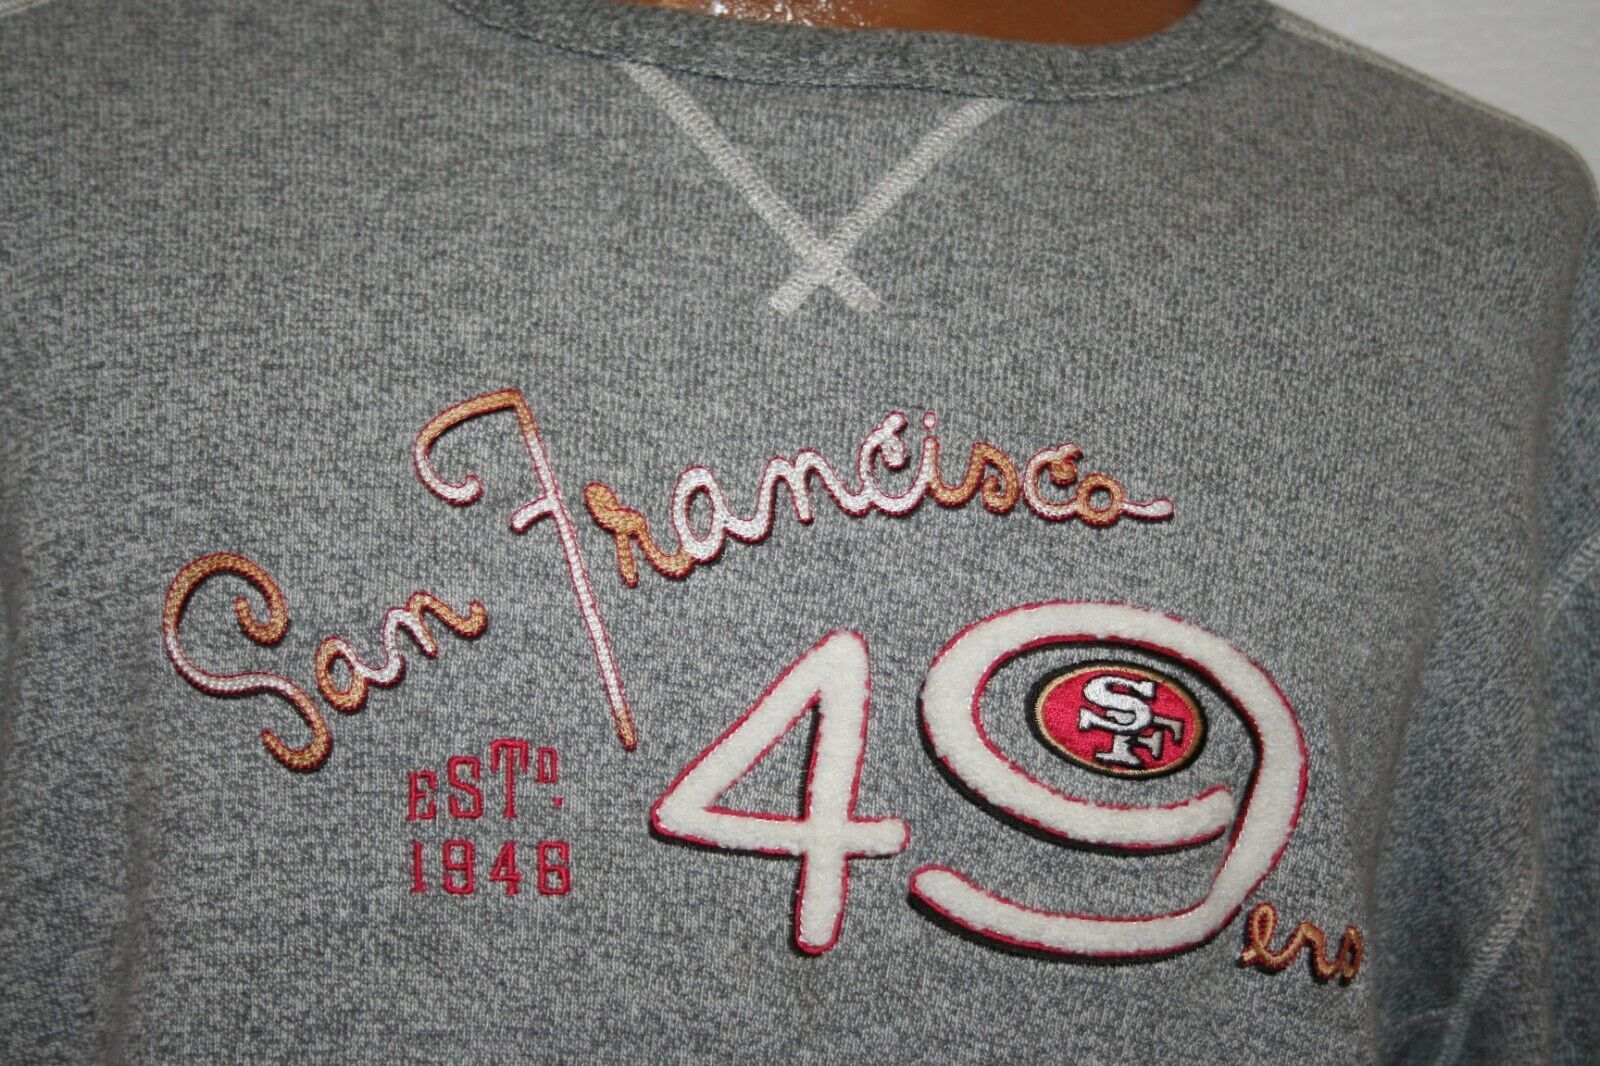 San Francisco
ESTD.
1946
49ers
SF